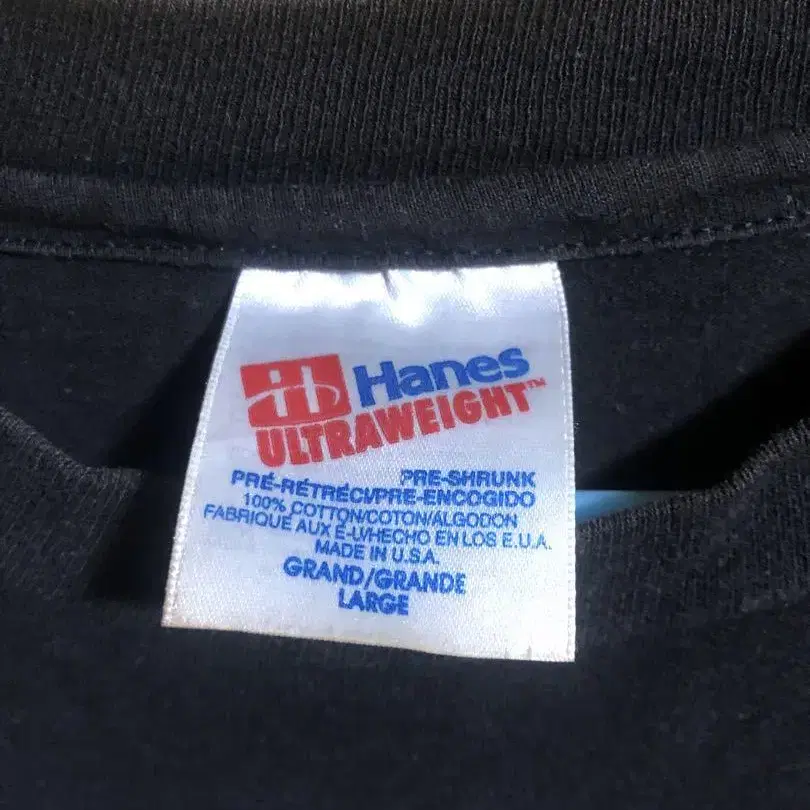 Hanes
ULTRAWEIGHT™
PRE-SHRUNK
PRÉ-RÉTRÉCI/PRE-ENCOGIDO
100% COTTON/COTON/ALGODON
FABRIQUE AUX É-U/HECHO EN LOS E.U.A.
MADE IN U.S.A.
GRAND/GRANDE
LARGE